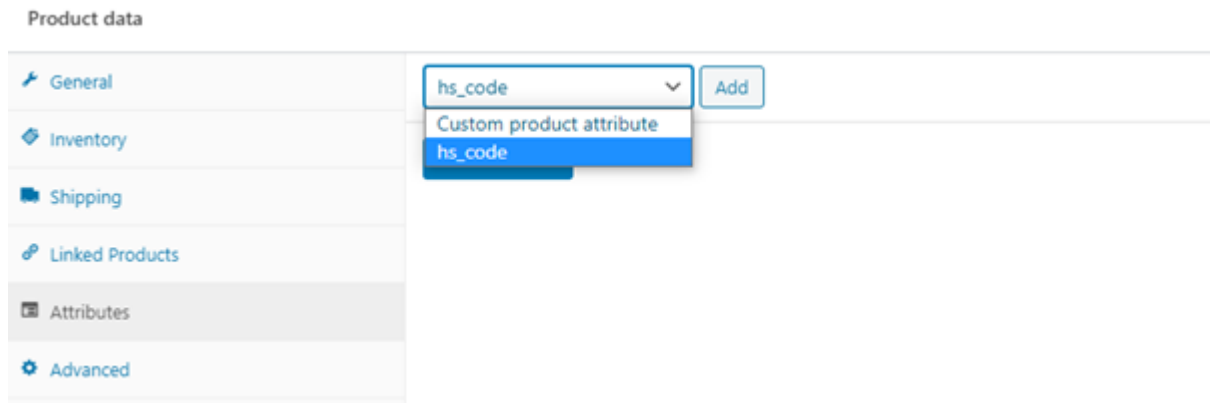 Product data
General
hs_code
Add
Custom product attribute
hs_code
Inventory
Shipping
Linked Products
Attributes
Advanced